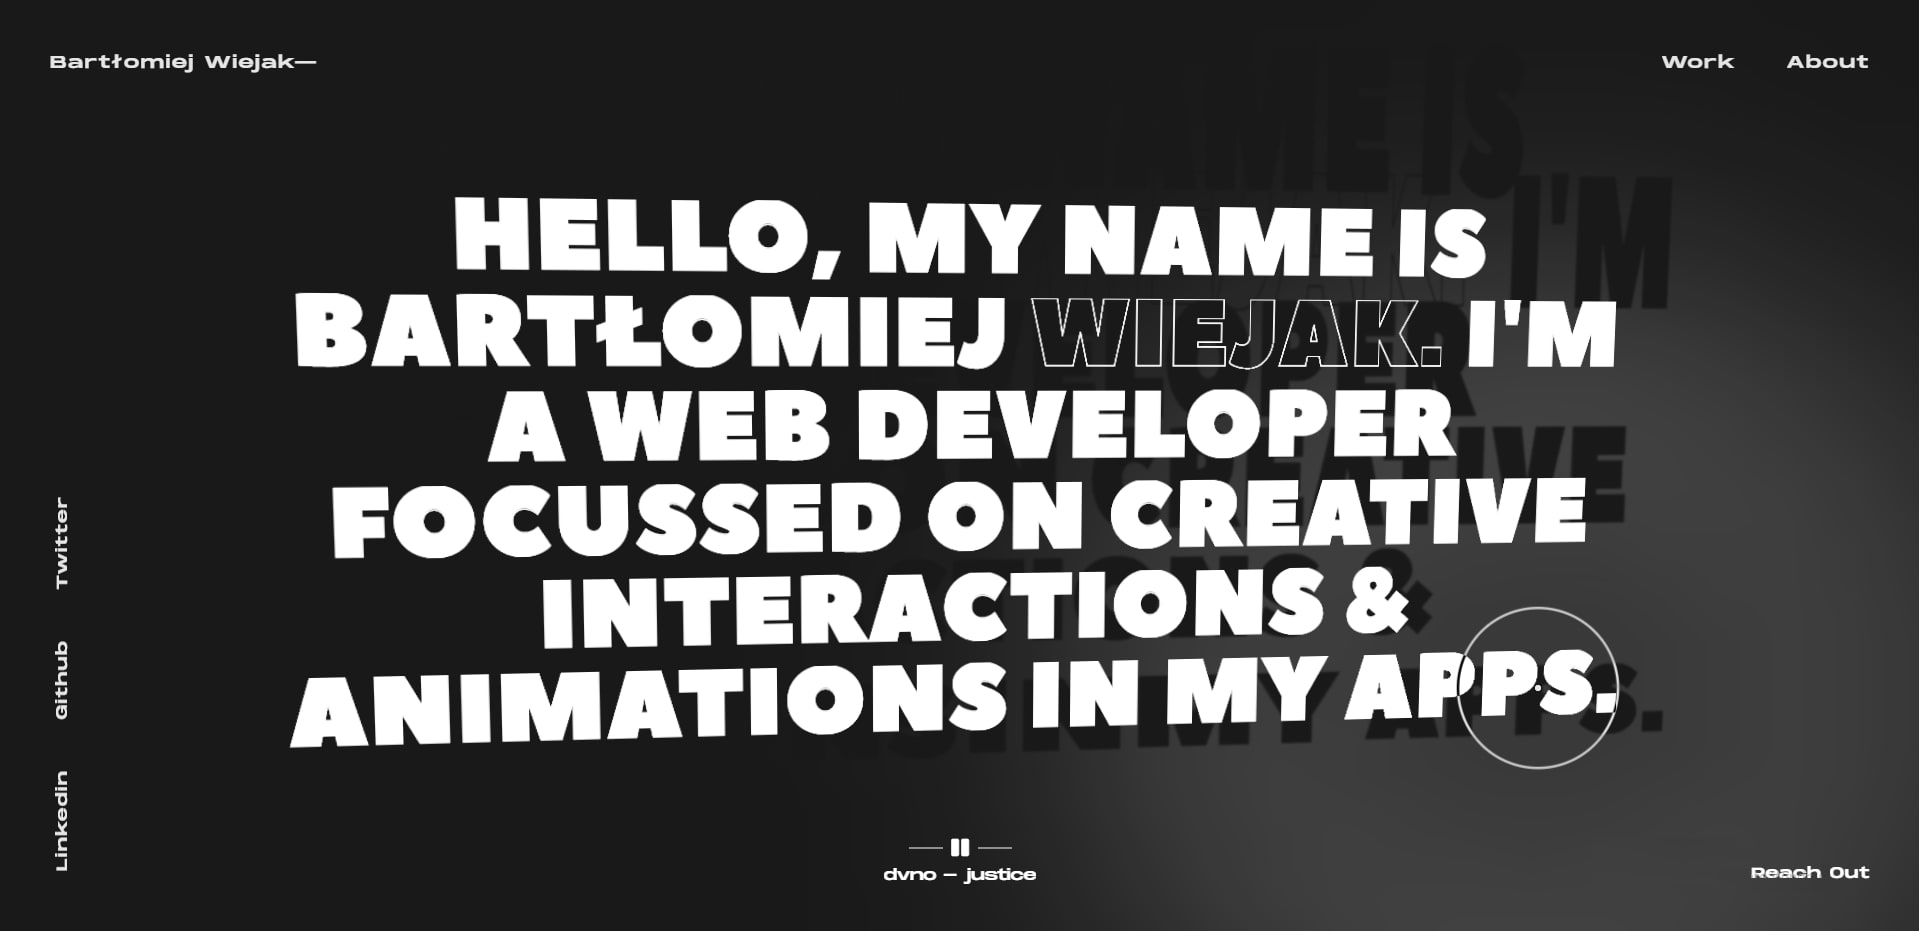 Bartłomiej Wiejak—
Work
About
HELLO, MY NAME IS
BARTŁOMIEJ WIEJAK. I'M
A WEB DEVELOPER
FOCUSSED ON CREATIVE
INTERACTIONS &
ANIMATIONS IN MY APPS.
Twitter
Github
Linkedin
dvno — justice
Reach Out